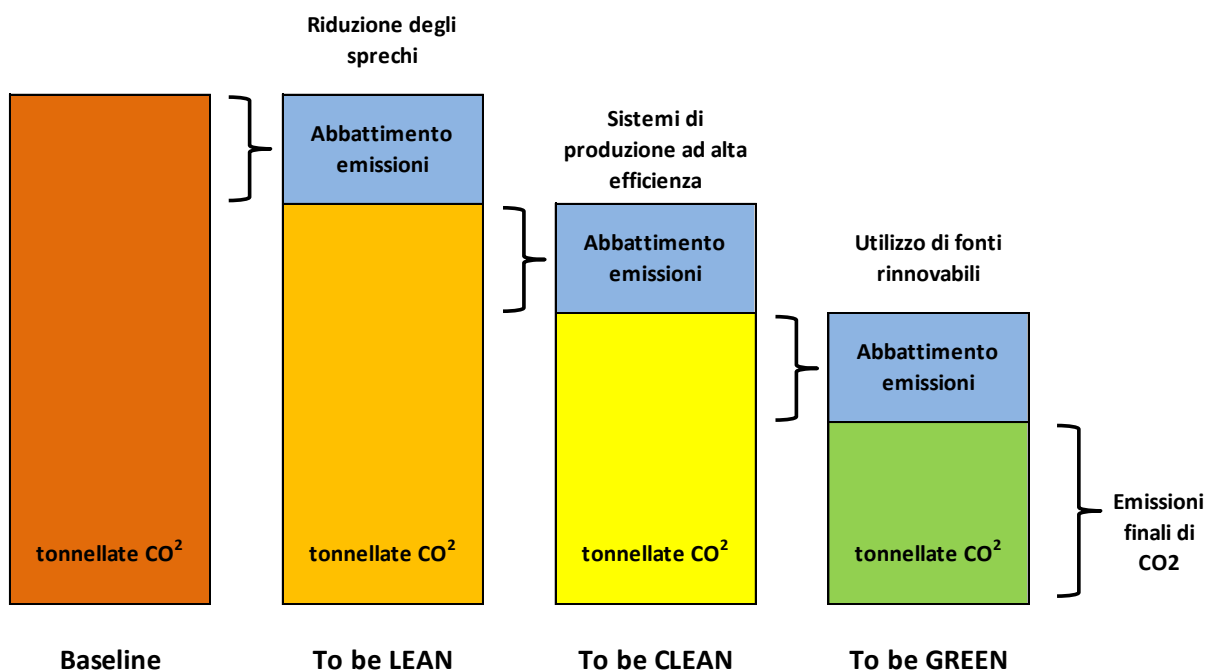 Riduzione degli
sprechi
Abbattimento
emissioni
Sistemi di
produzione ad alta
efficienza
Abbattimento
emissioni
Utilizzo di fonti
rinnovabili
Abbattimento
emissioni
tonnellate CO²
tonnellate CO²
tonnellate CO²
tonnellate CO²
Emissioni
finali di
CO2
Baseline
To be LEAN
To be CLEAN
To be GREEN